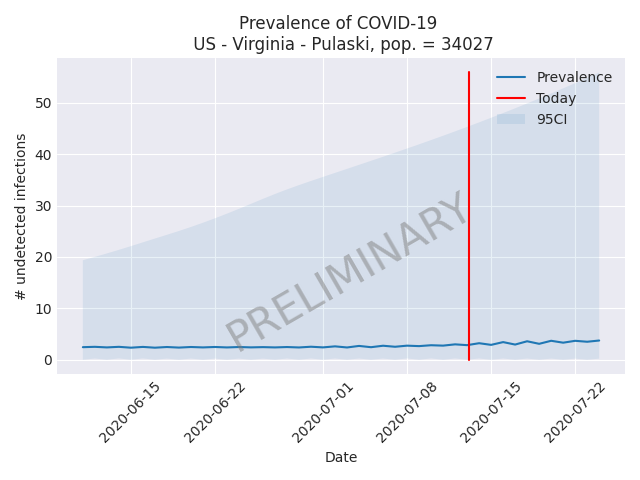 Prevalence of COVID-19
US - Virginia - Pulaski, pop. = 34027
Prevalence
Today
95CI
PRELIMINARY
# undetected infections
50
40
30
20
10
0
2020-06-15
2020-06-22
2020-07-01
2020-07-08
2020-07-15
2020-07-22
Date